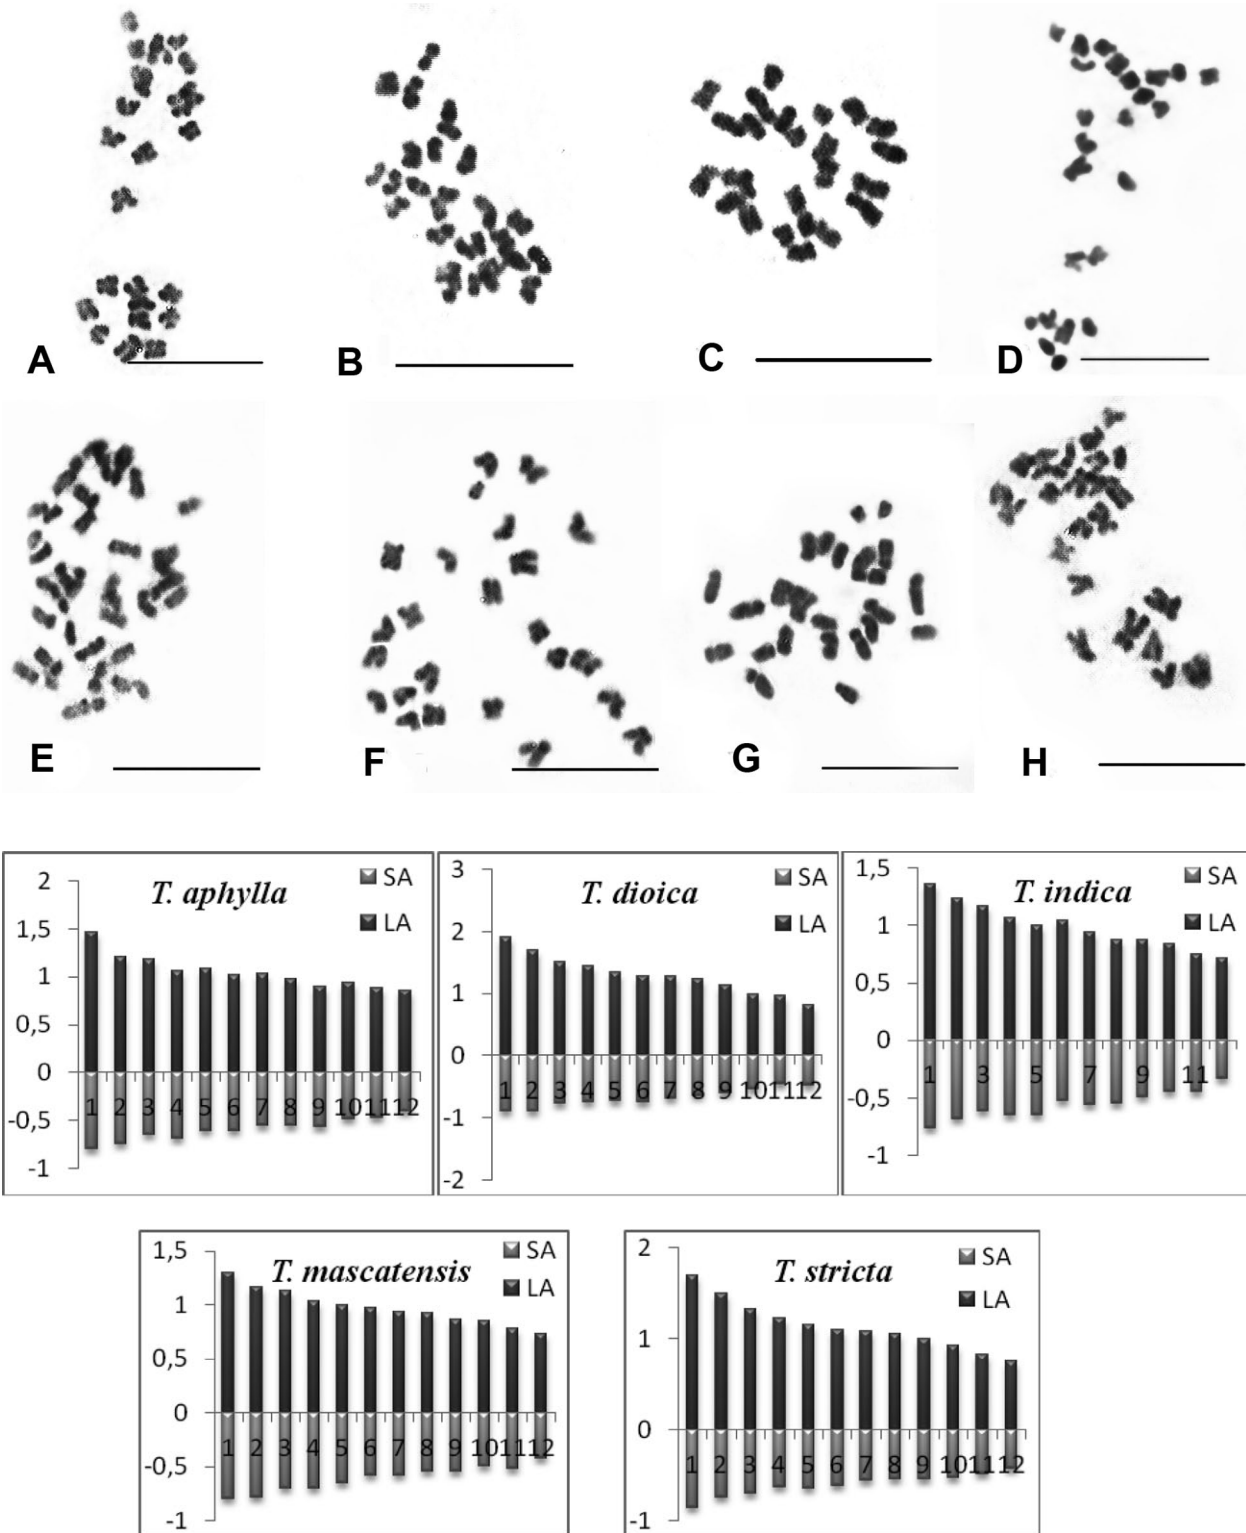 A
B
C
D
E
F
G
H
T. aphylla
SA
LA
2
1,5
1
0,5
0
-0,5
-1
1 2 3 4 5 6 7 8 9 10 11 12
T. dioica
SA
LA
3
2
1
0
-1
-2
1 2 3 4 5 6 7 8 9 10 11 12
T. indica
SA
LA
1,5
1
0,5
0
-0,5
-1
1 3 5 7 9 11
T. mascatensis
SA
LA
1,5
1
0,5
0
-0,5
-1
1 2 3 4 5 6 7 8 9 10 11 12
T. stricta
SA
LA
2
1
0
-1
1 2 3 4 5 6 7 8 9 10 11 12